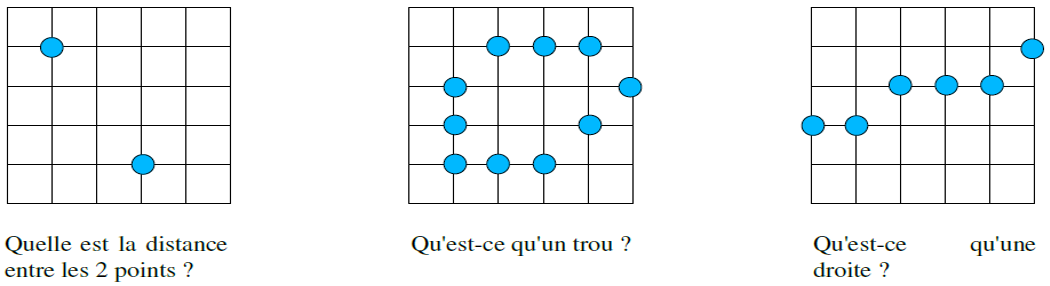 Quelle est la distance
entre les 2 points ?
Qu'est-ce qu'un trou ?
Qu'est-ce qu'une
droite ?